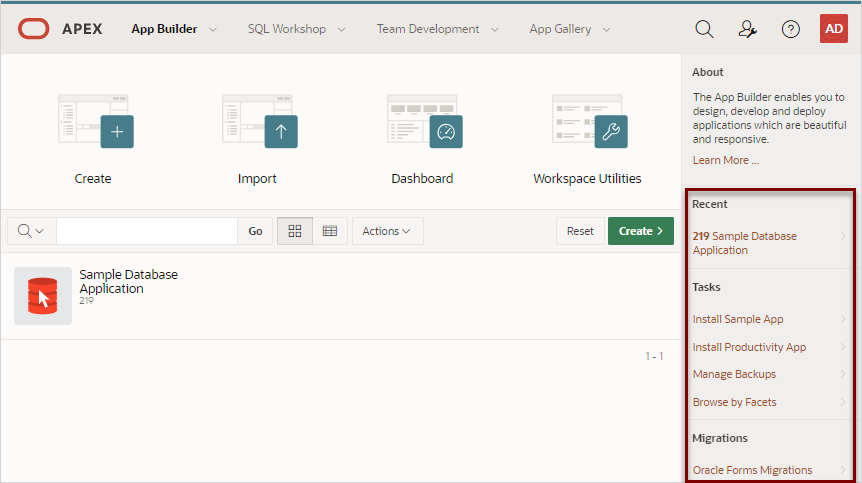 APEX App Builder SQL Workshop Team Development App Gallery AD
Create Import Dashboard Workspace Utilities
Go Actions Reset Create
Sample Database
Application
219
1 - 1
About
The App Builder enables you to
design, develop and deploy
applications which are beautiful
and responsive.
Learn More ...
Recent
219 Sample Database
Application
Tasks
Install Sample App
Install Productivity App
Manage Backups
Browse by Facets
Migrations
Oracle Forms Migrations